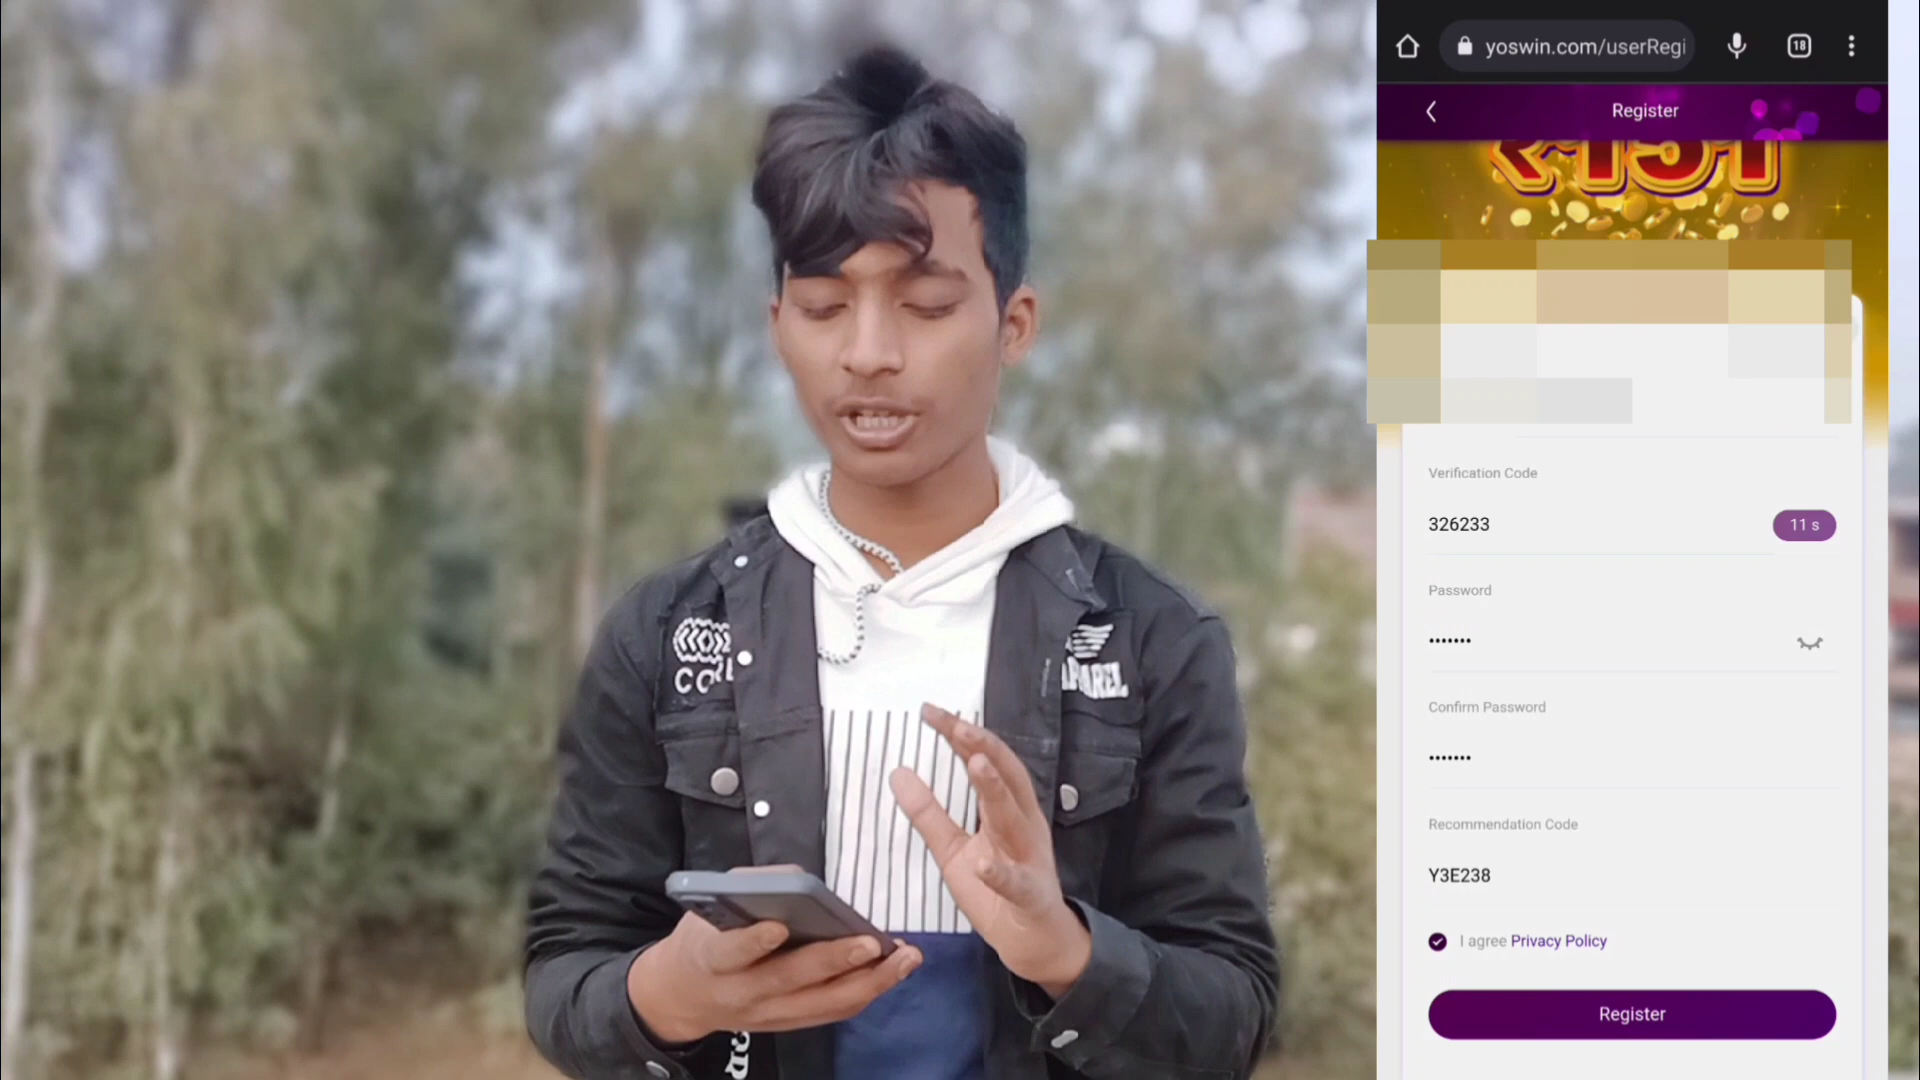 yoswin.com/userRegi
18
Register
Verification Code
326233
11 s
Password
•••••••
Confirm Password
•••••••
Recommendation Code
Y3E238
I agree Privacy Policy
Register